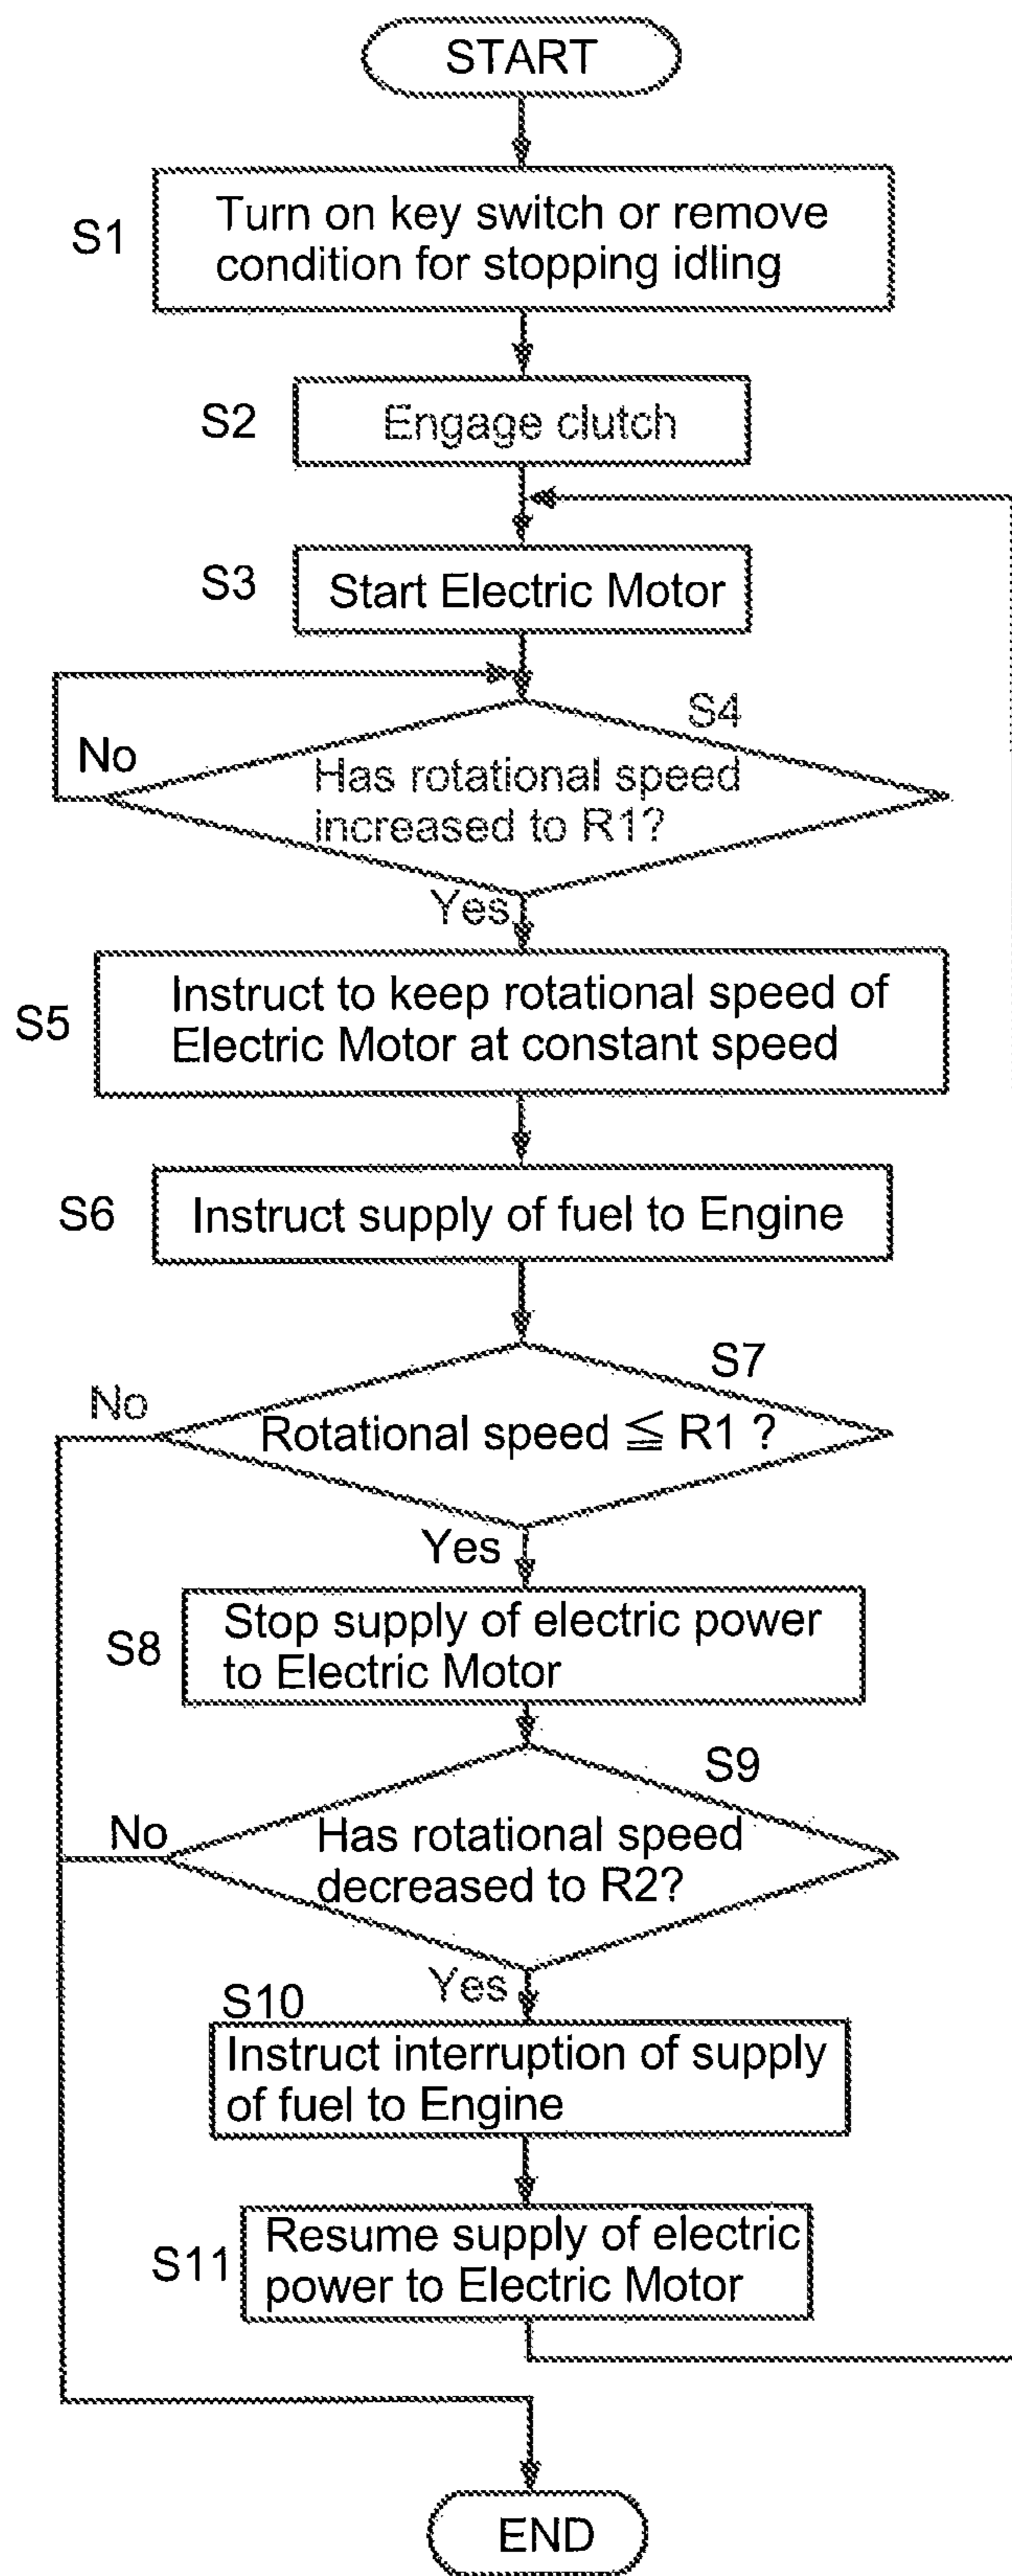 START
S1
Turn on key switch or remove
condition for stopping idling
S2
Engage clutch
S3
Start Electric Motor
S4
No
Has rotational speed
increased to R1?
Yes
S5
Instruct to keep rotational speed of
Electric Motor at constant speed
S6
Instruct supply of fuel to Engine
S7
No
Rotational speed ≦ R1 ?
Yes
S8
Stop supply of electric power
to Electric Motor
S9
No
Has rotational speed
decreased to R2?
Yes
S10
Instruct interruption of supply
of fuel to Engine
S11
Resume supply of electric
power to Electric Motor
END